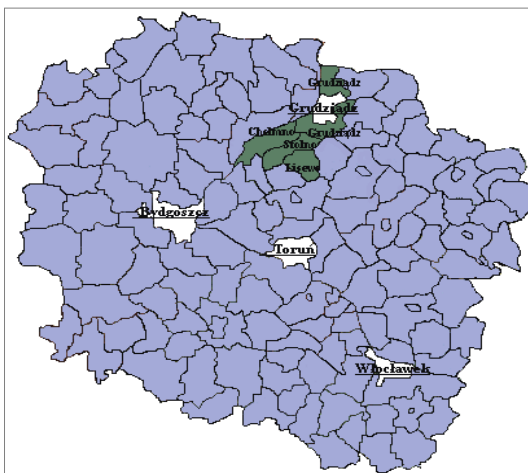 Grudziądz
Grudziądz
Chełmno
Grudziądz
Stolno
Lisewo
Bydgoszcz
Toruń
Włocławek